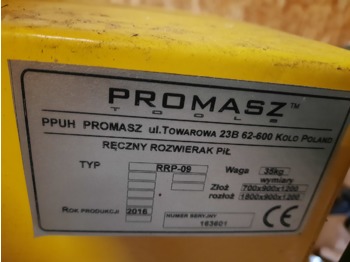 PROMASZ™
TOOLS
PPUH PROMASZ ul.TOWAROWA 23B 62-600 KOLO POLAND
RĘCZNY ROZWIERAK PIŁ
TYP RRP-09 Waga 35kg
wymiary
Złoż 700x900x1200
rozłoż 1800x900x1200
ROK PRODUKCJI 2016 NUMER SERYJNY CE
163601